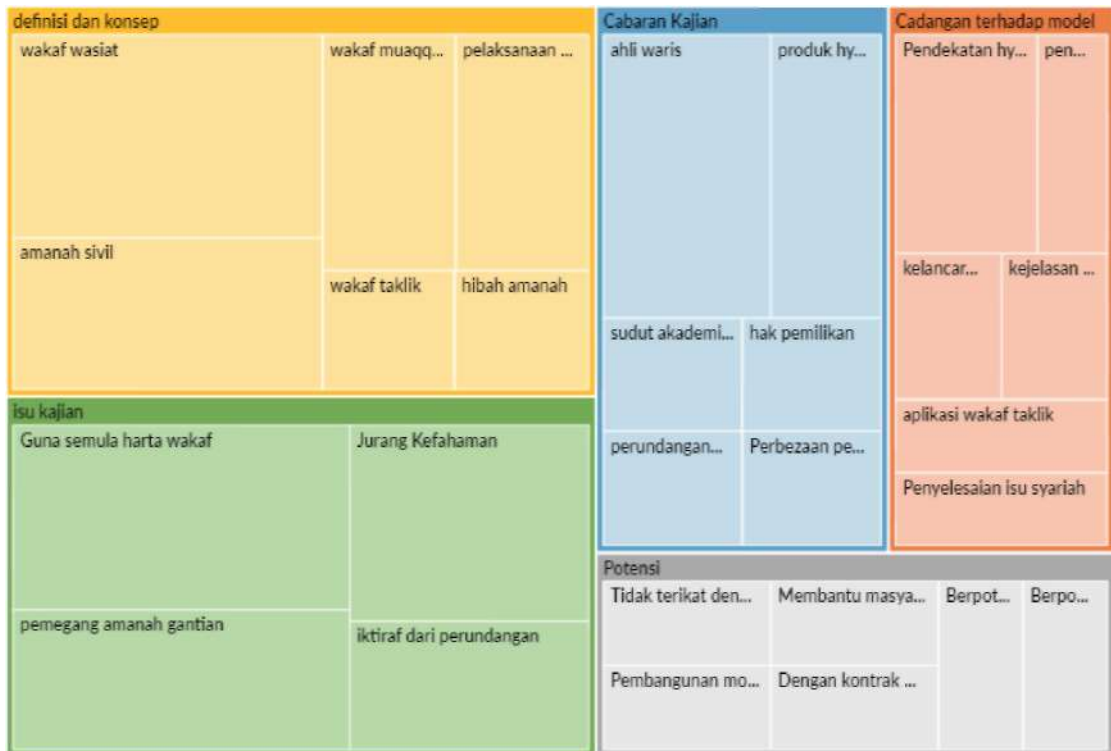 definisi dan konsep
wakaf wasiat
wakaf muaqq...
pelaksanaan ...
amanah sivil
wakaf taklik
hibah amanah
isu kajian
Guna semula harta wakaf
Jurang Kefahaman
pemegang amanah gantian
iktiraf dari perundangan
Cabaran Kajian
ahli waris
produk hy...
sudut akademi...
hak pemilikan
perundangan...
Perbezaan pe...
Cadangan terhadap model
Pendekatan hy...
pen...
kelancar...
kejelasan ...
aplikasi wakaf taklik
Penyelesaian isu syariah
Potensi
Tidak terikat den...
Membantu masya...
Berpot...
Berpo...
Pembangunan mo...
Dengan kontrak ...